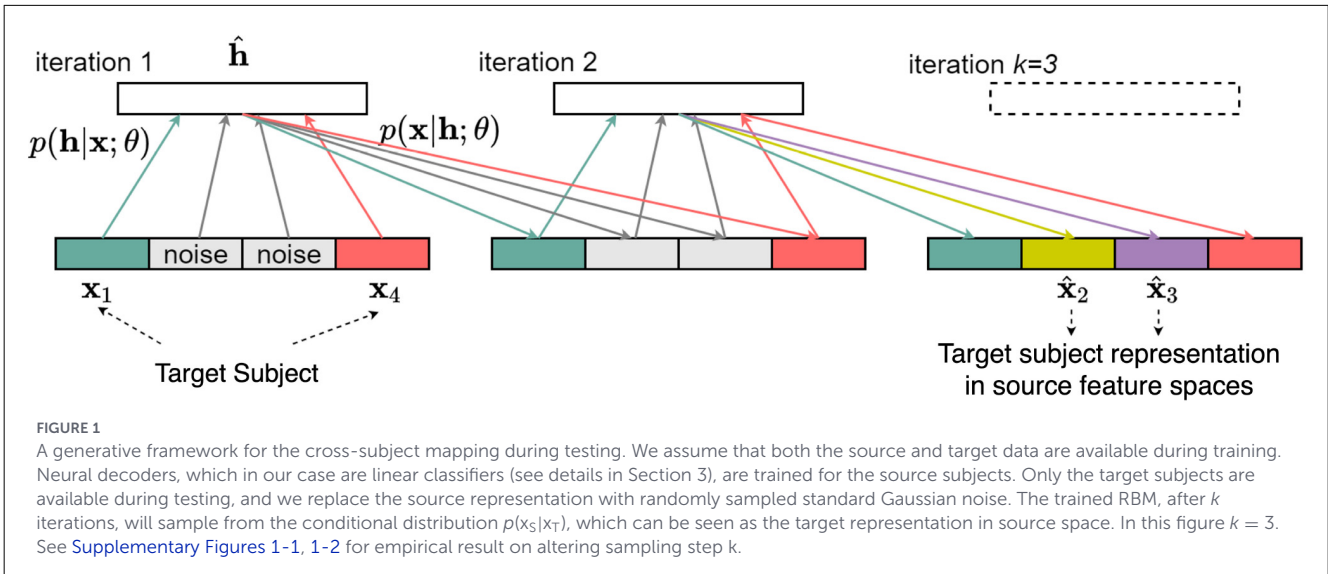 iteration 1
ĥ
iteration 2
iteration k=3
p(h|x; θ)
p(x|h; θ)
noise
noise
x₁
x₄
x̂₂
x̂₃
Target Subject
Target subject representation
in source feature spaces
FIGURE 1
A generative framework for the cross-subject mapping during testing. We assume that both the source and target data are available during training.
Neural decoders, which in our case are linear classifiers (see details in Section 3), are trained for the source subjects. Only the target subjects are
available during testing, and we replace the source representation with randomly sampled standard Gaussian noise. The trained RBM, after k
iterations, will sample from the conditional distribution p(x_S|x_T), which can be seen as the target representation in source space. In this figure k = 3.
See Supplementary Figures 1-1, 1-2 for empirical result on altering sampling step k.